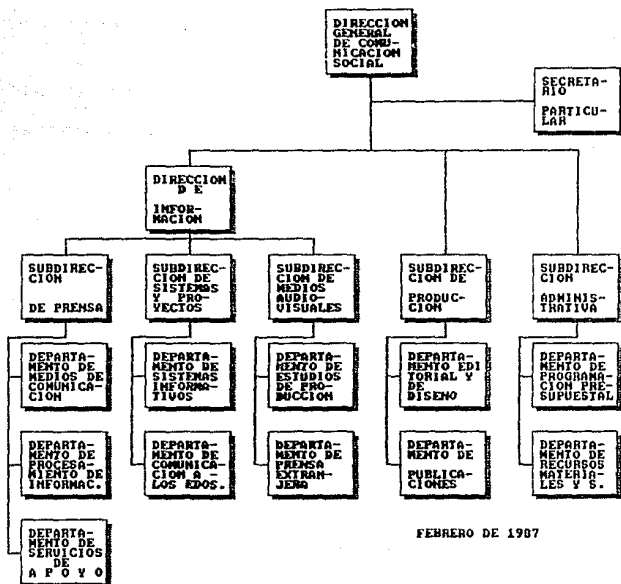 DIRECCION
GENERAL
DE COMU-
NICACION
SOCIAL
SECRETA-
RIO
PARTICU-
LAR
DIRECCION
D E
INFOR-
MACION
SUBDIREC-
CION
DE PRENSA
SUBDIREC-
CION DE
SISTEMAS
Y PRO-
YECTOS
SUBDIREC-
CION DE
MEDIOS
AUDIO-
VISUALES
SUBDIREC-
CION DE
PRODUC-
CION
SUBDIREC-
CION
ADMINIS-
TRATIVA
DEPARTA-
MENTO DE
MEDIOS DE
COMUNICA-
CION
DEPARTA-
MENTO DE
SISTEMAS
INFORMA-
TIVOS
DEPARTA-
MENTO DE
ESTUDIOS
DE PRO-
DUCCION
DEPARTA-
MENTO EDI
TORIAL Y
DE
DISENO
DEPARTA-
MENTO DE
PROGRAMA-
CION PRE-
SUPUESTAL
DEPARTA-
MENTO DE
PROCESA-
MIENTO DE
INFORMAC.
DEPARTA-
MENTO DE
COMUNICA-
CION A -
LOS EDOS.
DEPARTA-
MENTO DE
PRENSA
EXTRAN-
JERA
DEPARTA-
MENTO DE
PUBLICA-
CIONES
DEPARTA-
MENTO DE
RECURSOS
MATERIA-
LES Y S.
DEPARTA-
MENTO DE
SERVICIOS
DE
A P O Y O
FEBRERO DE 1987